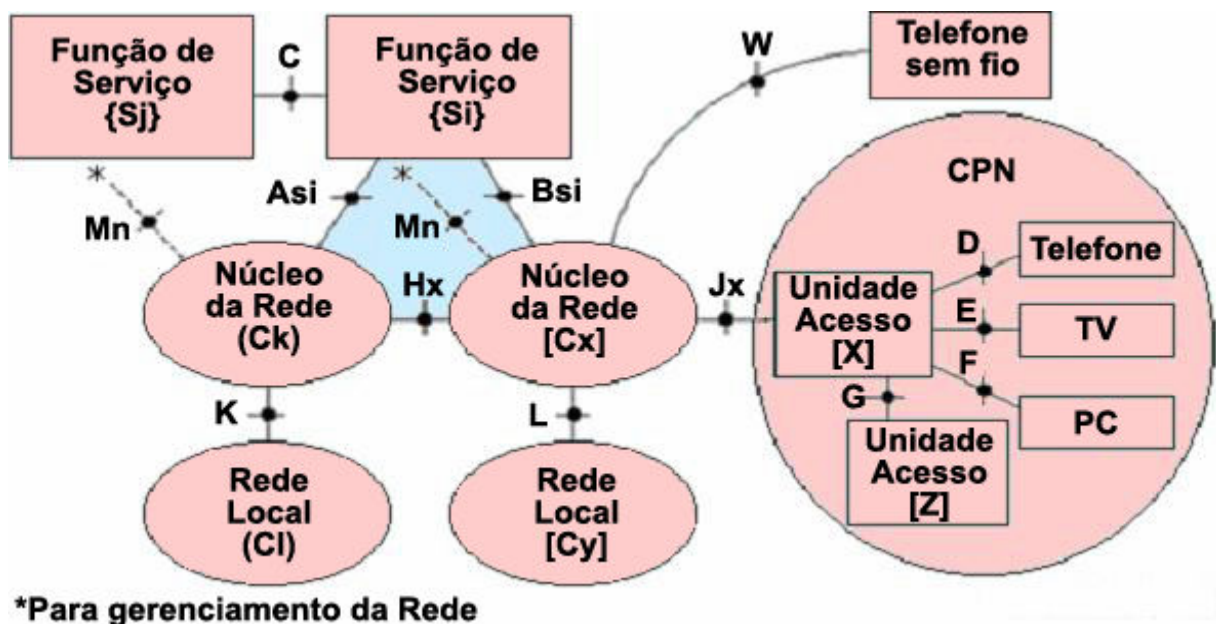 Função de
Serviço
{Sj}
C
Função de
Serviço
{Si}
W
Telefone
sem fio
CPN
Asi
Bsi
Mn
Mn
Núcleo
da Rede
(Ck)
Hx
Núcleo
da Rede
[Cx]
Jx
Unidade
Acesso
[X]
D
Telefone
E
TV
F
PC
G
Unidade
Acesso
[Z]
K
L
Rede
Local
(Cl)
Rede
Local
[Cy]
*Para gerenciamento da Rede